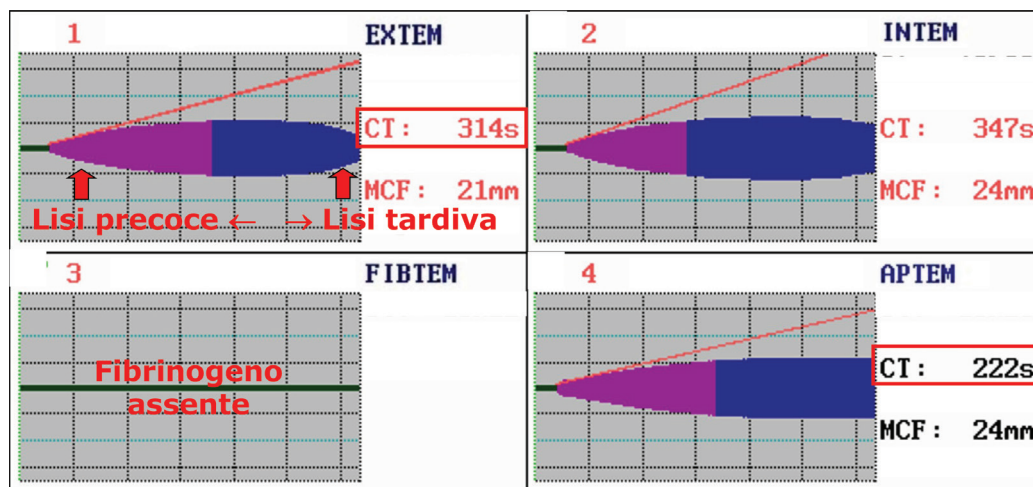 1 EXTEM
CT: 314s
MCF: 21mm
Lisi precoce ← → Lisi tardiva
2 INTEM
CT: 347s
MCF: 24mm
3 FIBTEM
Fibrinogeno
assente
4 APTEM
CT: 222s
MCF: 24mm